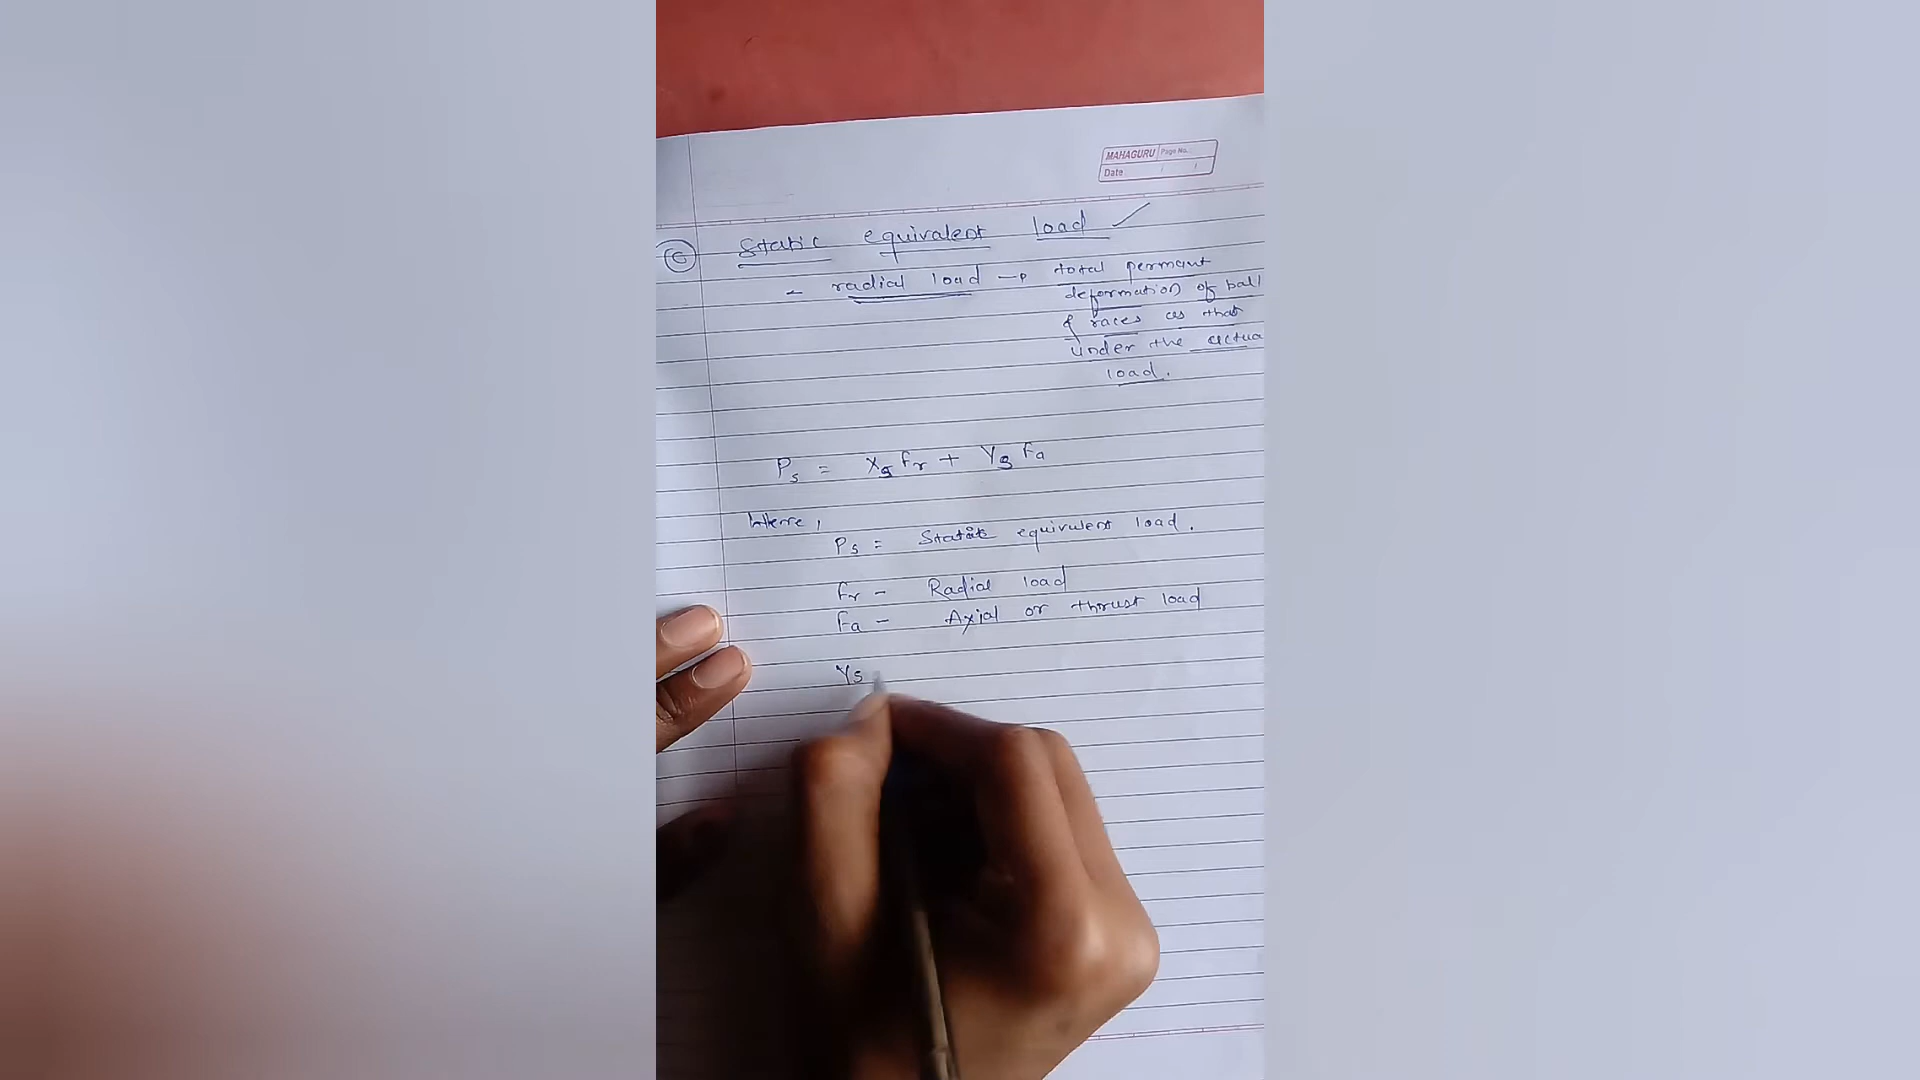 MAHAGURU Page No.:
Date / /
6 Static equivalent load ✓
- radial load → total permant
deformation of ball
& races as that
under the actua
load.
Ps = Xs Fr + Ys Fa
Where,
Ps = Static equivalent load.
Fr - Radial load
Fa - Axial or thrust load
Ys